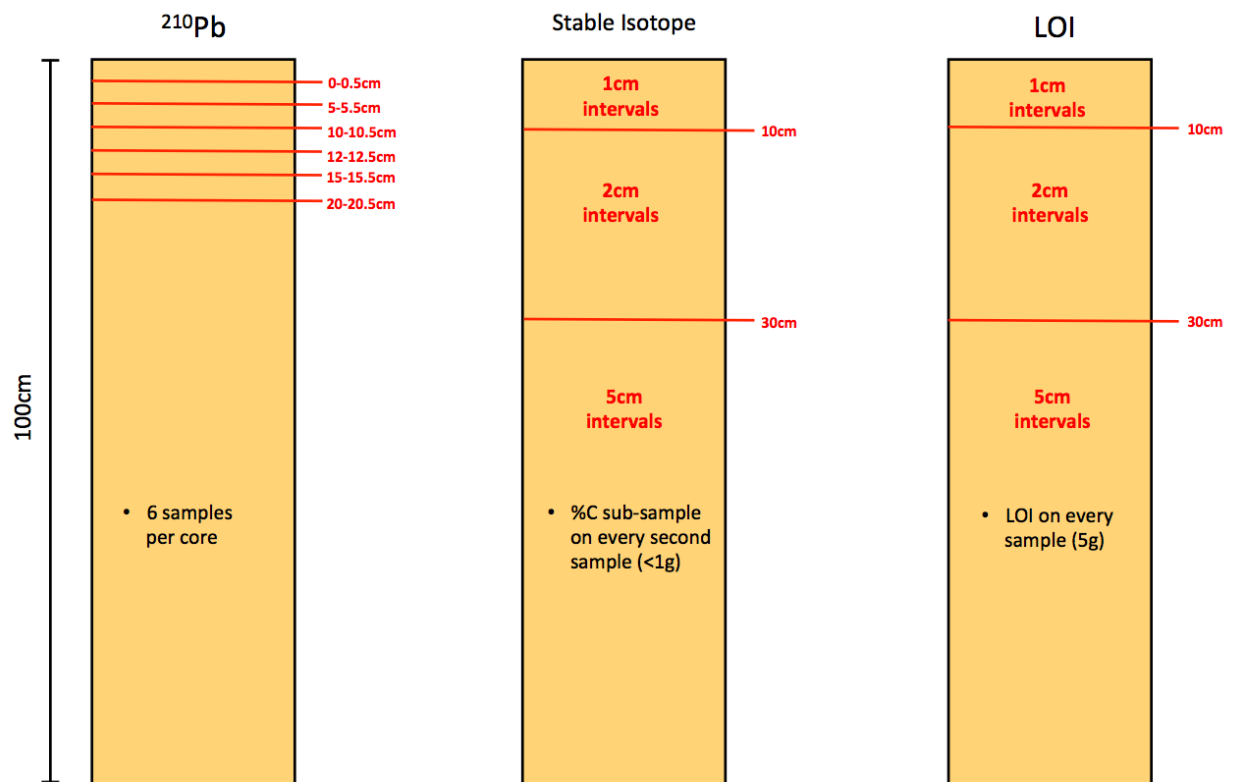 ²¹⁰Pb
0-0.5cm
5-5.5cm
10-10.5cm
12-12.5cm
15-15.5cm
20-20.5cm
100cm
• 6 samples
per core
Stable Isotope
1cm
intervals
10cm
2cm
intervals
30cm
5cm
intervals
• %C sub-sample
on every second
sample (<1g)
LOI
1cm
intervals
10cm
2cm
intervals
30cm
5cm
intervals
• LOI on every
sample (5g)